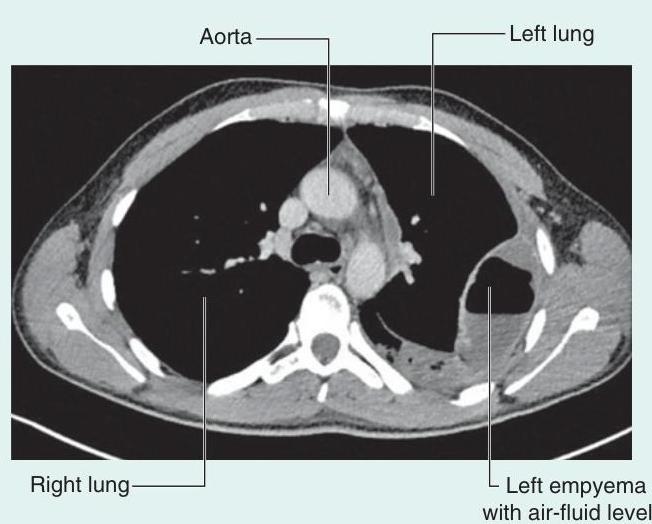 Aorta
Left lung
Right lung
Left empyema
with air-fluid level